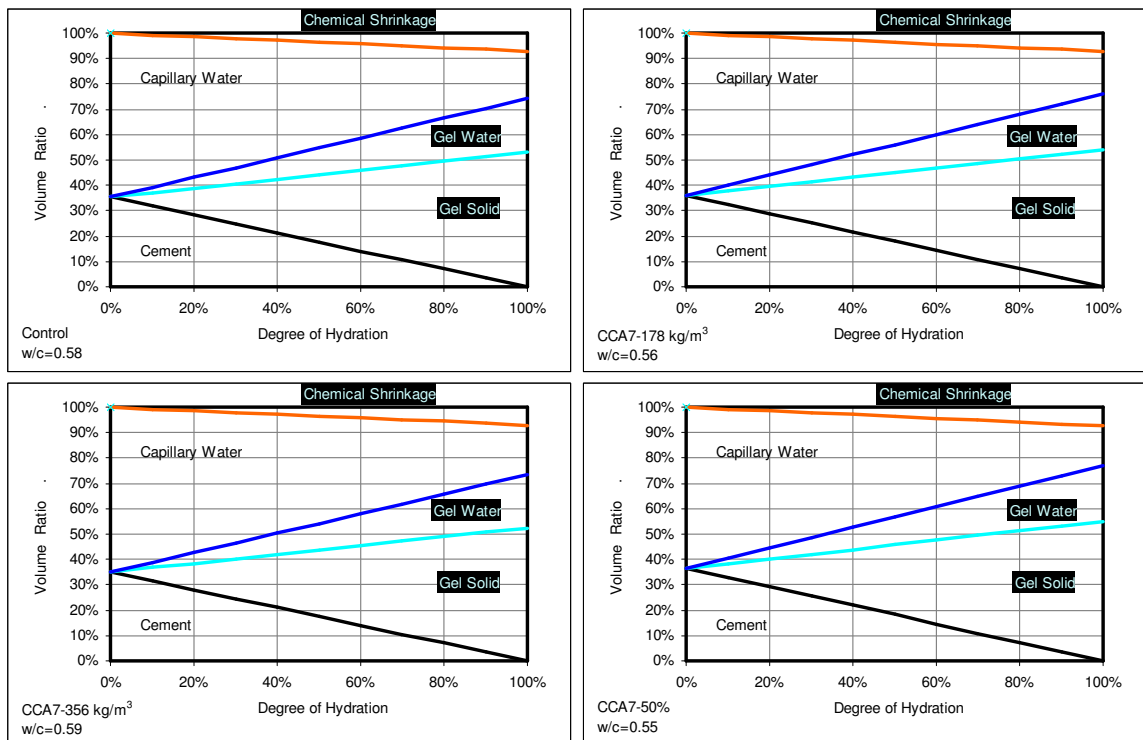 Chemical Shrinkage
100%
90%
80%
70%
60%
50%
40%
30%
20%
10%
0%
Volume Ratio .
Capillary Water
Gel Water
Gel Solid
Cement
0% 20% 40% 60% 80% 100%
Degree of Hydration
Control
w/c=0.58
Chemical Shrinkage
100%
90%
80%
70%
60%
50%
40%
30%
20%
10%
0%
Volume Ratio .
Capillary Water
Gel Water
Gel Solid
Cement
0% 20% 40% 60% 80% 100%
Degree of Hydration
CCA7-178 kg/m³
w/c=0.56
Chemical Shrinkage
100%
90%
80%
70%
60%
50%
40%
30%
20%
10%
0%
Volume Ratio .
Capillary Water
Gel Water
Gel Solid
Cement
0% 20% 40% 60% 80% 100%
Degree of Hydration
CCA7-356 kg/m³
w/c=0.59
Chemical Shrinkage
100%
90%
80%
70%
60%
50%
40%
30%
20%
10%
0%
Volume Ratio .
Capillary Water
Gel Water
Gel Solid
Cement
0% 20% 40% 60% 80% 100%
Degree of Hydration
CCA7-50%
w/c=0.55